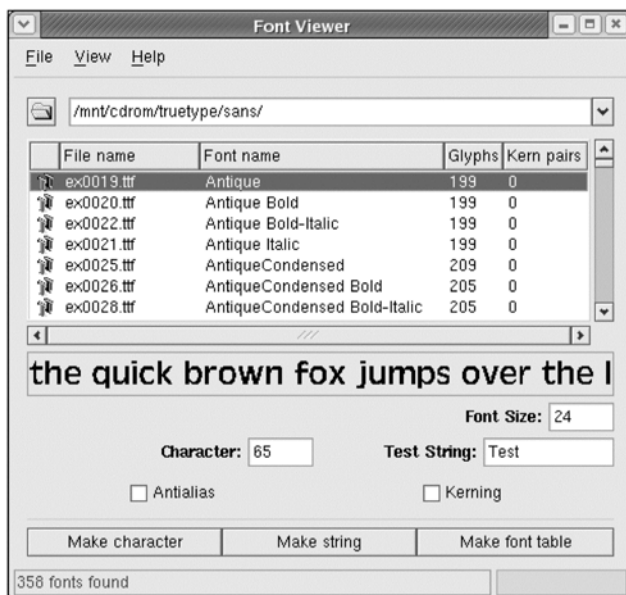 Font Viewer
File View Help
/mnt/cdrom/truetype/sans/
File name Font name Glyphs Kern pairs
ex0019.ttf Antique 199 0
ex0020.ttf Antique Bold 199 0
ex0022.ttf Antique Bold-Italic 199 0
ex0021.ttf Antique Italic 199 0
ex0025.ttf AntiqueCondensed 209 0
ex0026.ttf AntiqueCondensed Bold 205 0
ex0028.ttf AntiqueCondensed Bold-Italic 205 0
the quick brown fox jumps over the l
Font Size: 24
Character: 65 Test String: Test
Antialias Kerning
Make character Make string Make font table
358 fonts found